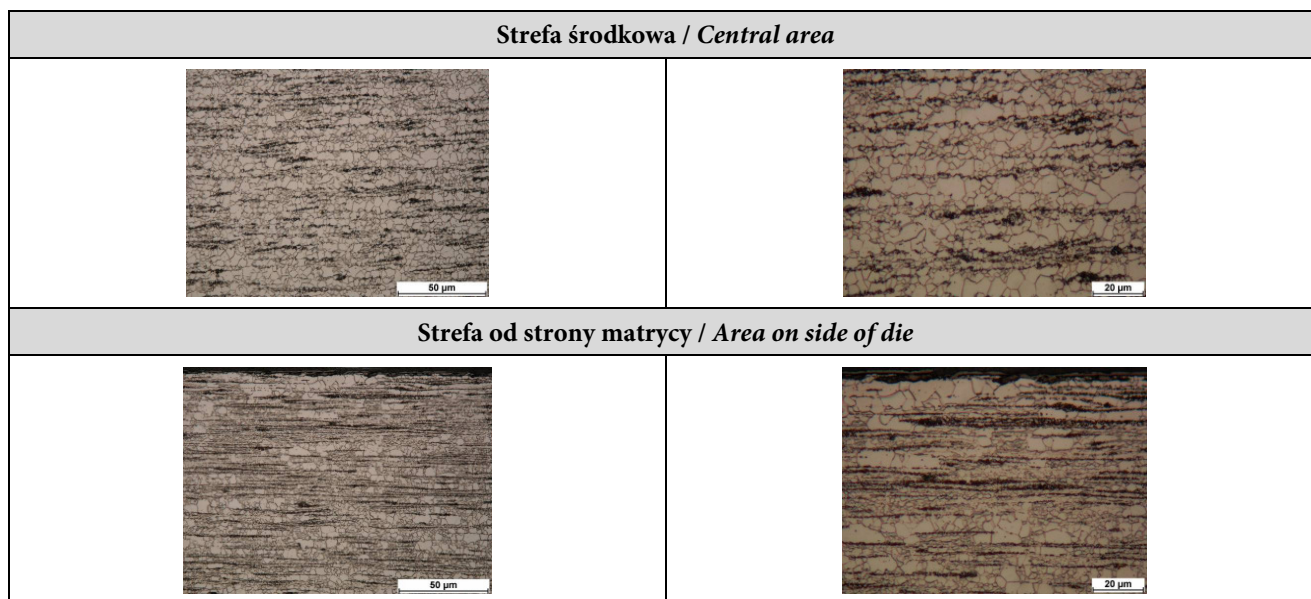 Strefa środkowa / Central area
50 µm
20 µm
Strefa od strony matrycy / Area on side of die
50 µm
20 µm